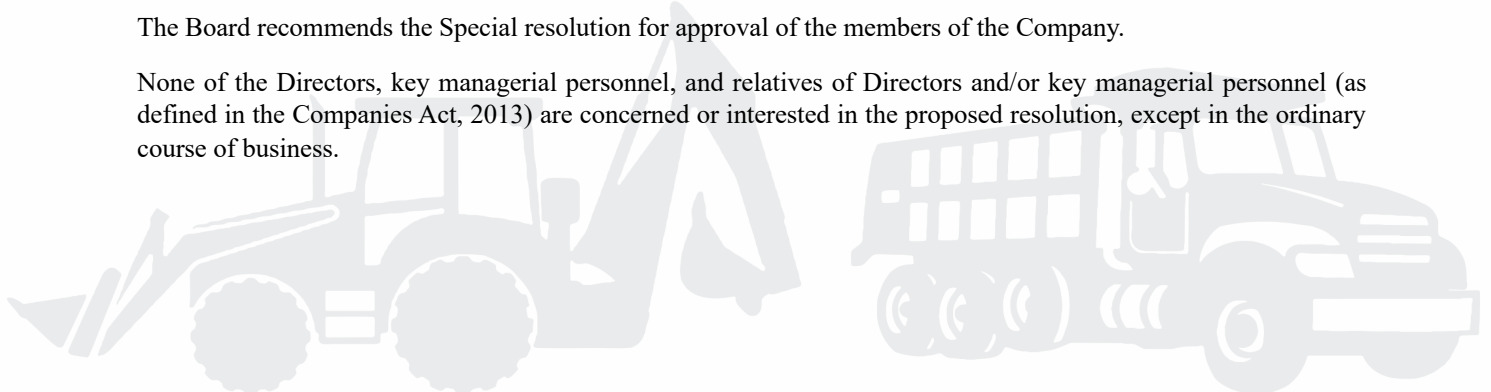 The Board recommends the Special resolution for approval of the members of the Company.
None of the Directors, key managerial personnel, and relatives of Directors and/or key managerial personnel (as
defined in the Companies Act, 2013) are concerned or interested in the proposed resolution, except in the ordinary
course of business.